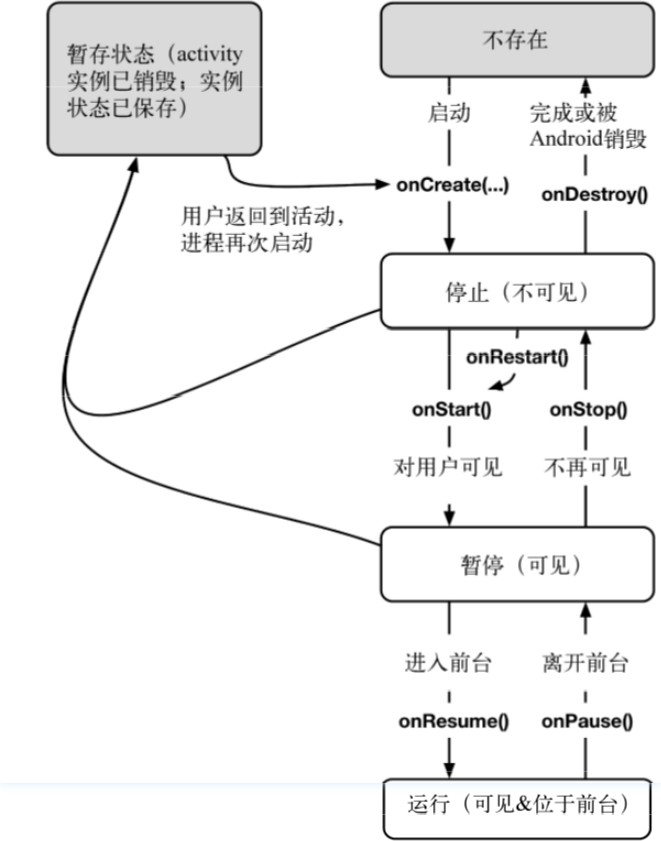 暂存状态（activity
实例已销毁；实例
状态已保存）
不存在
启动
完成或被
Android销毁
onCreate(...)
onDestroy()
用户返回到活动，
进程再次启动
停止（不可见）
onRestart()
onStart()
onStop()
对用户可见
不再可见
暂停（可见）
进入前台
离开前台
onResume()
onPause()
运行（可见&位于前台）